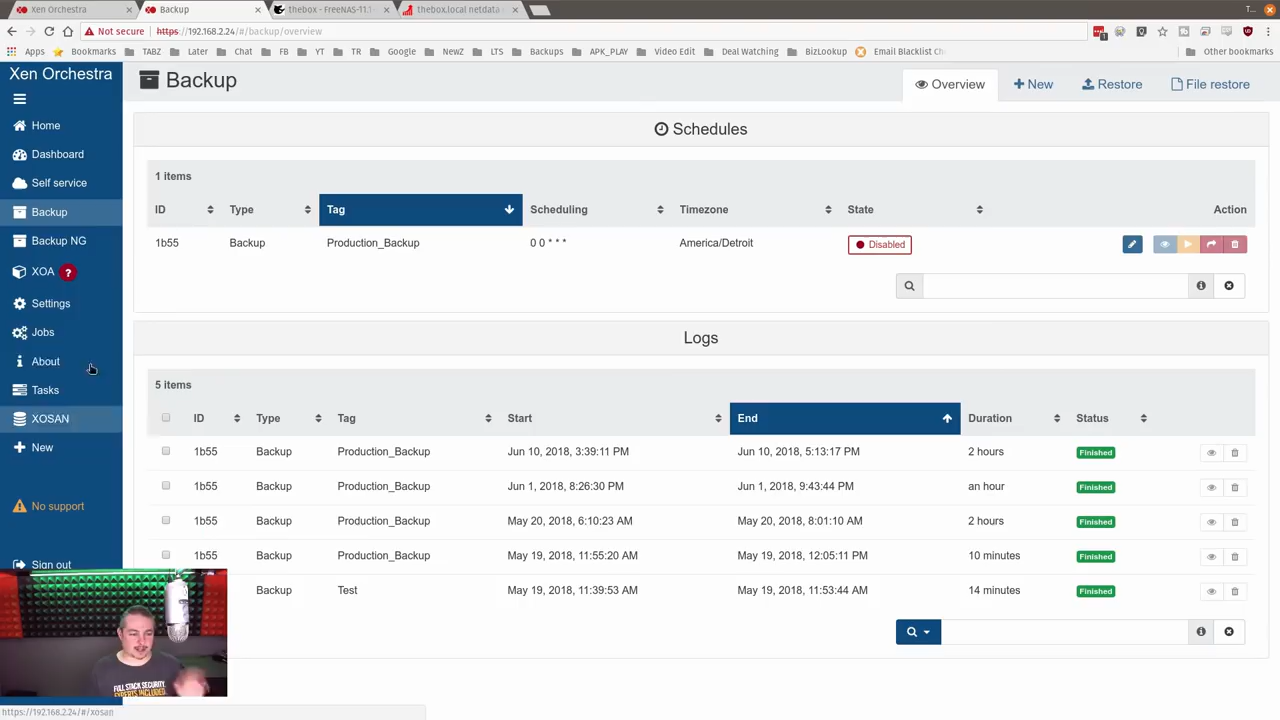 Xen Orchestra
Backup
thebox - FreeNAS-11.1
thebox.local netdata
Not secure
https://192.168.2.24/#/backup/overview
Apps
Bookmarks
TABZ
Later
Chat
FB
YT
TR
Google
NewZ
LTS
Backups
APK_PLAY
Video Edit
Deal Watching
BizLookup
Email Blacklist Ch
Other bookmarks
Xen Orchestra
Home
Dashboard
Self service
Backup
Backup NG
XOA ?
Settings
Jobs
About
Tasks
XOSAN
New
No support
Sign out
Backup
Overview
New
Restore
File restore
Schedules
1 items
ID Type Tag Scheduling Timezone State Action
1b55 Backup Production_Backup 0 0 * * * America/Detroit Disabled
Logs
5 items
ID Type Tag Start End Duration Status
1b55 Backup Production_Backup Jun 10, 2018, 3:39:11 PM Jun 10, 2018, 5:13:17 PM 2 hours Finished
1b55 Backup Production_Backup Jun 1, 2018, 8:26:30 PM Jun 1, 2018, 9:43:44 PM an hour Finished
1b55 Backup Production_Backup May 20, 2018, 6:10:23 AM May 20, 2018, 8:01:10 AM 2 hours Finished
1b55 Backup Production_Backup May 19, 2018, 11:55:20 AM May 19, 2018, 12:05:11 PM 10 minutes Finished
Backup Test May 19, 2018, 11:39:53 AM May 19, 2018, 11:53:44 AM 14 minutes Finished
FULL STACK SECURITY
EXPERTS INCLUDED
https://192.168.2.24/#/xosan